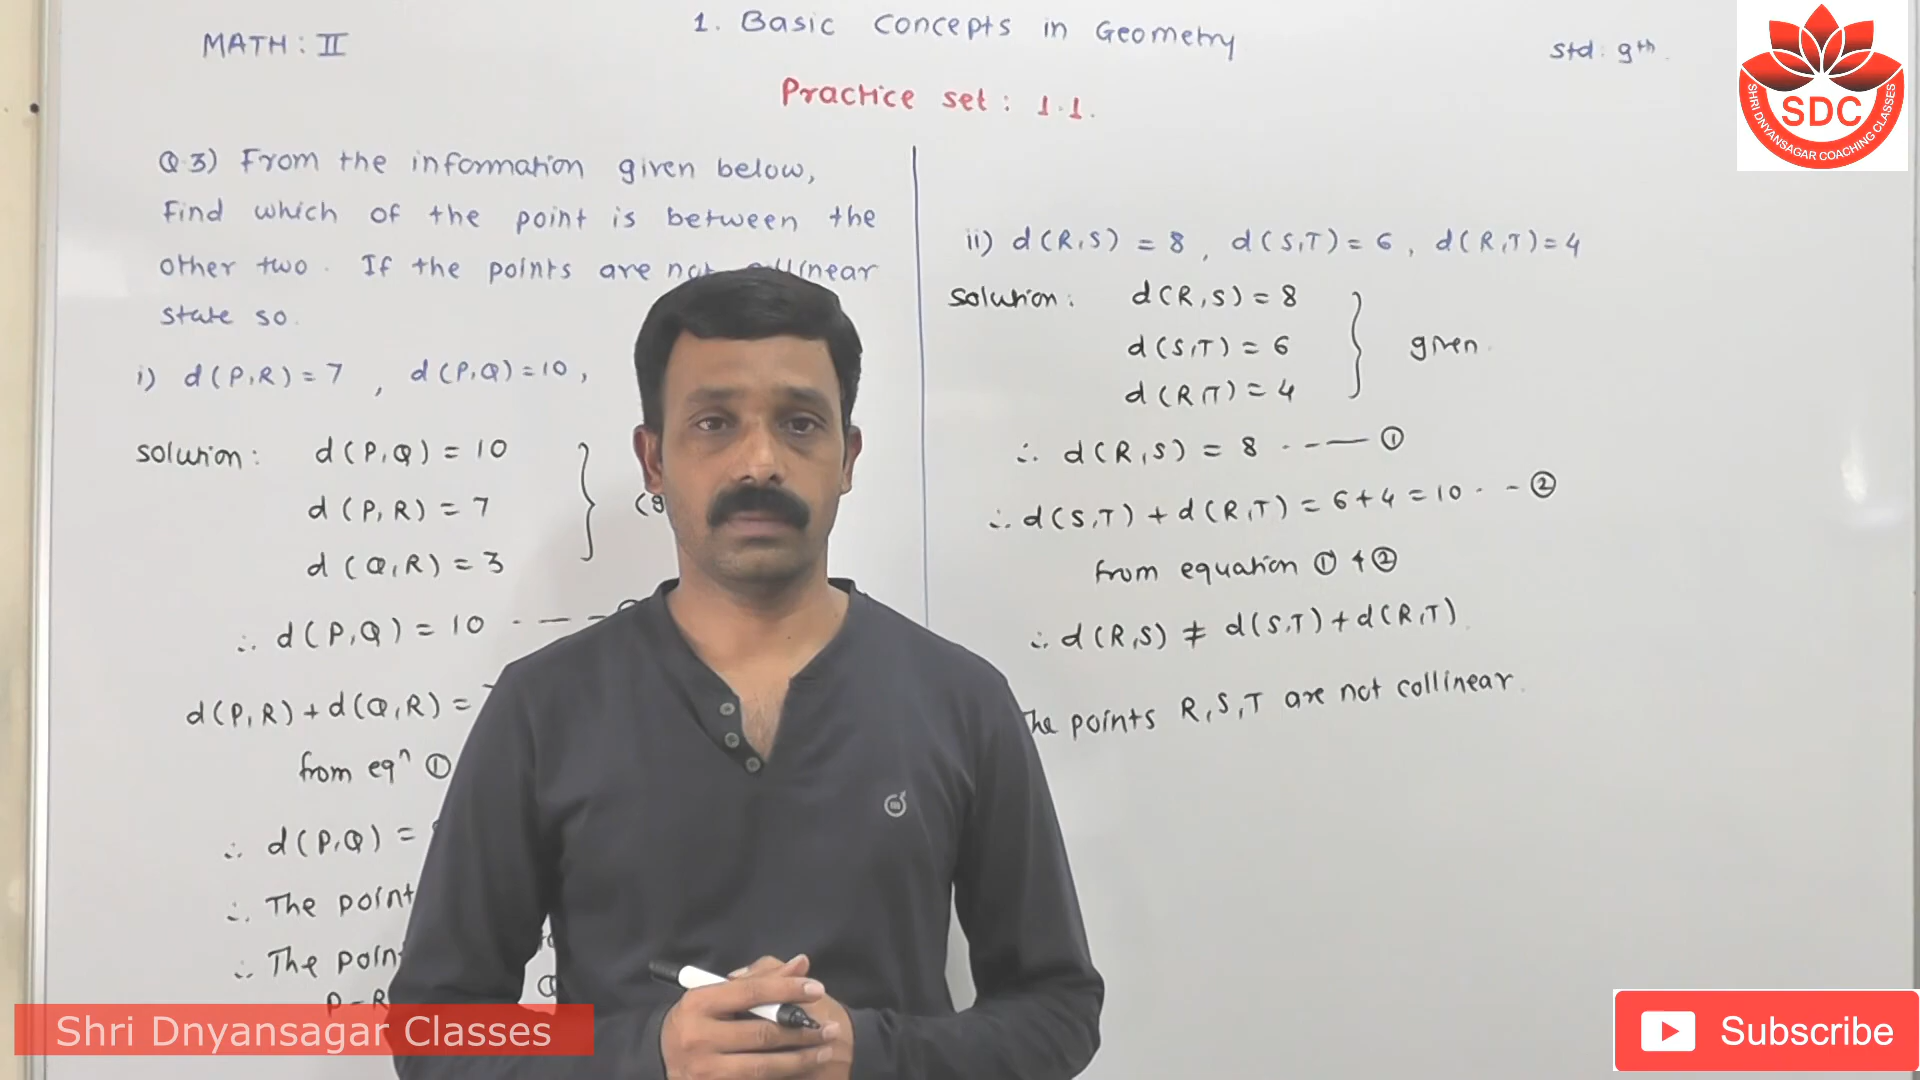 MATH : II
1. Basic Concepts in Geometry
Std : 9th.
Practice set : 1.1.
Q.3) From the information given below,
Find which of the point is between the
other two. If the points are not collinear
state so.
i) d(P,R) = 7 , d(P,Q) = 10 ,
solution : d(P,Q) = 10
d(P,R) = 7
d(Q,R) = 3
∴ d(P,Q) = 10 - — -
d(P,R) + d(Q,R) =
from eqⁿ ①
∴ d(P,Q) =
∴ The point
∴ The poin
P - R
ii) d(R,S) = 8 , d(S,T) = 6 , d(R,T) = 4
solution : d(R,S) = 8
d(S,T) = 6
d(R,T) = 4
given
∴ d(R,S) = 8 - - — ①
∴ d(S,T) + d(R,T) = 6 + 4 = 10 - - ②
from equation ① & ②
∴ d(R,S) ≠ d(S,T) + d(R,T)
The points R, S, T are not collinear.
SDC
SHRI DNYANSAGAR COACHING CLASSES
Shri Dnyansagar Classes
Subscribe